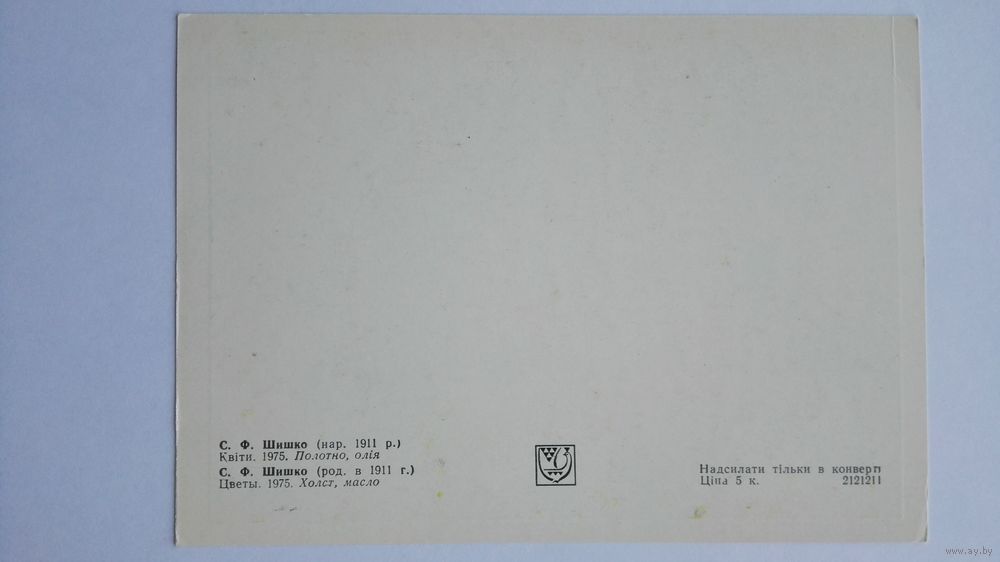 С. Ф. Шишко (нар. 1911 р.)
Квіти. 1975. Полотно, олія
С. Ф. Шишко (род. в 1911 г.)
Цветы. 1975. Холст, масло
Надсилати тільки в конверті
Ціна 5 к. 2121211
www.ay.by